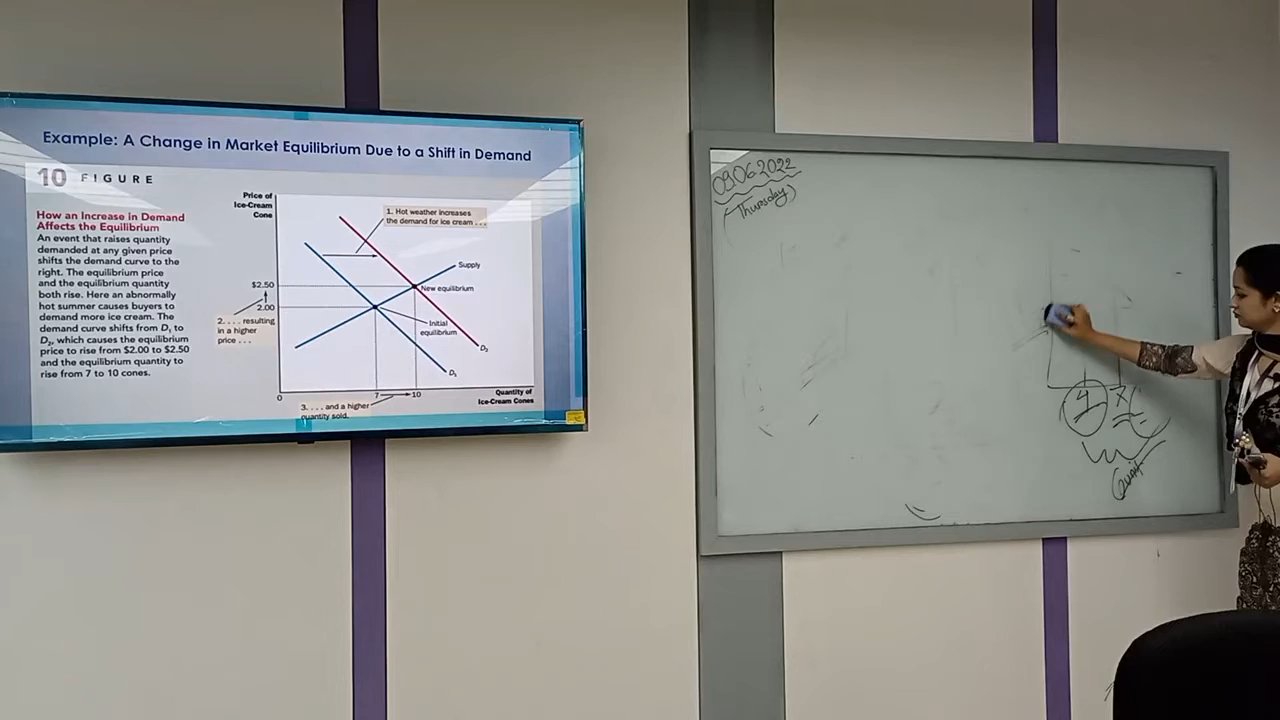 Example: A Change in Market Equilibrium Due to a Shift in Demand
10 FIGURE
How an Increase in Demand
Affects the Equilibrium
An event that raises quantity
demanded at any given price
shifts the demand curve to the
right. The equilibrium price
and the equilibrium quantity
both rise. Here an abnormally
hot summer causes buyers to
demand more ice cream. The
demand curve shifts from D₁ to
D₂, which causes the equilibrium
price to rise from $2.00 to $2.50
and the equilibrium quantity to
rise from 7 to 10 cones.
Price of
Ice-Cream
Cone
1. Hot weather increases
the demand for ice cream . . .
Supply
$2.50
New equilibrium
2.00
2. . . . resulting
in a higher
price . . .
Initial
equilibrium
D₂
D₁
0
7
10
Quantity of
Ice-Cream Cones
3. . . . and a higher
quantity sold.
09.06.2022
(Thursday)
4 7